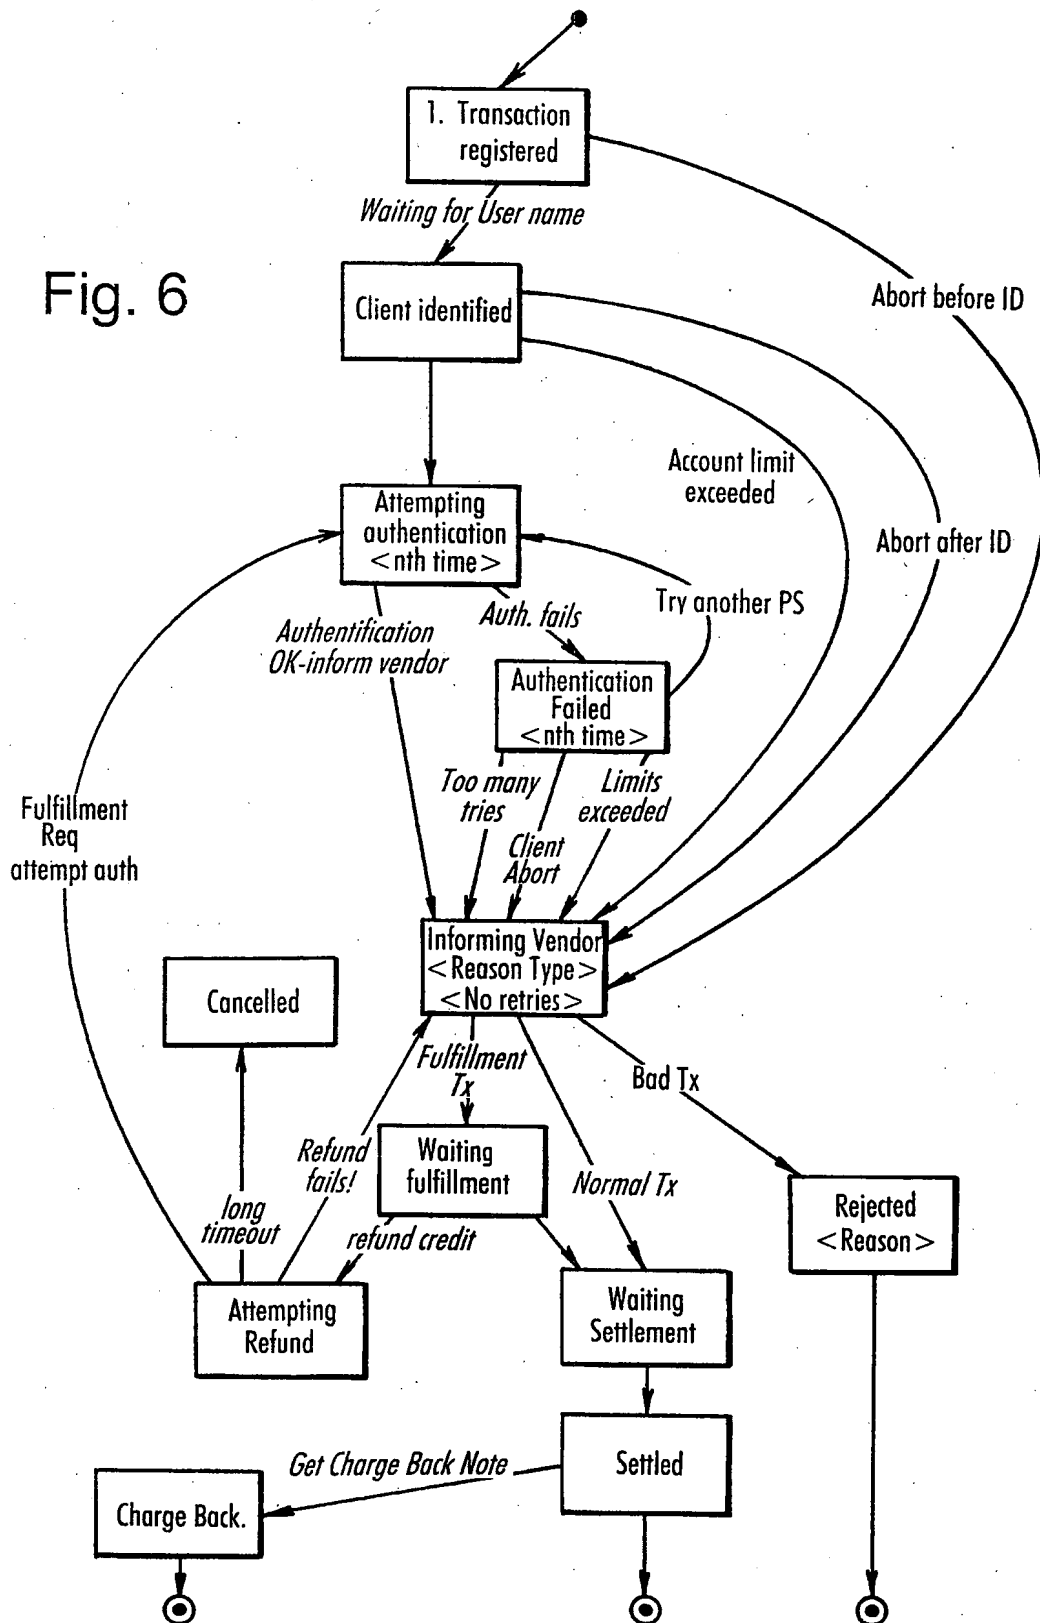 1. Transaction
registered
Waiting for User name
Fig. 6
Client identified
Abort before ID
Account limit
exceeded
Attempting
authentication
<nth time>
Abort after ID
Try another PS
Auth. fails
Authentification
OK-inform vendor
Authentication
Failed
<nth time>
Too many
tries
Limits
exceeded
Client
Abort
Fulfillment
Req
attempt auth
Informing Vendor
<Reason Type>
<No retries>
Cancelled
Fulfillment
Tx
Bad Tx
Refund
fails!
Waiting
fulfillment
Normal Tx
Rejected
<Reason>
long
timeout
refund credit
Attempting
Refund
Waiting
Settlement
Get Charge Back Note
Settled
Charge Back.